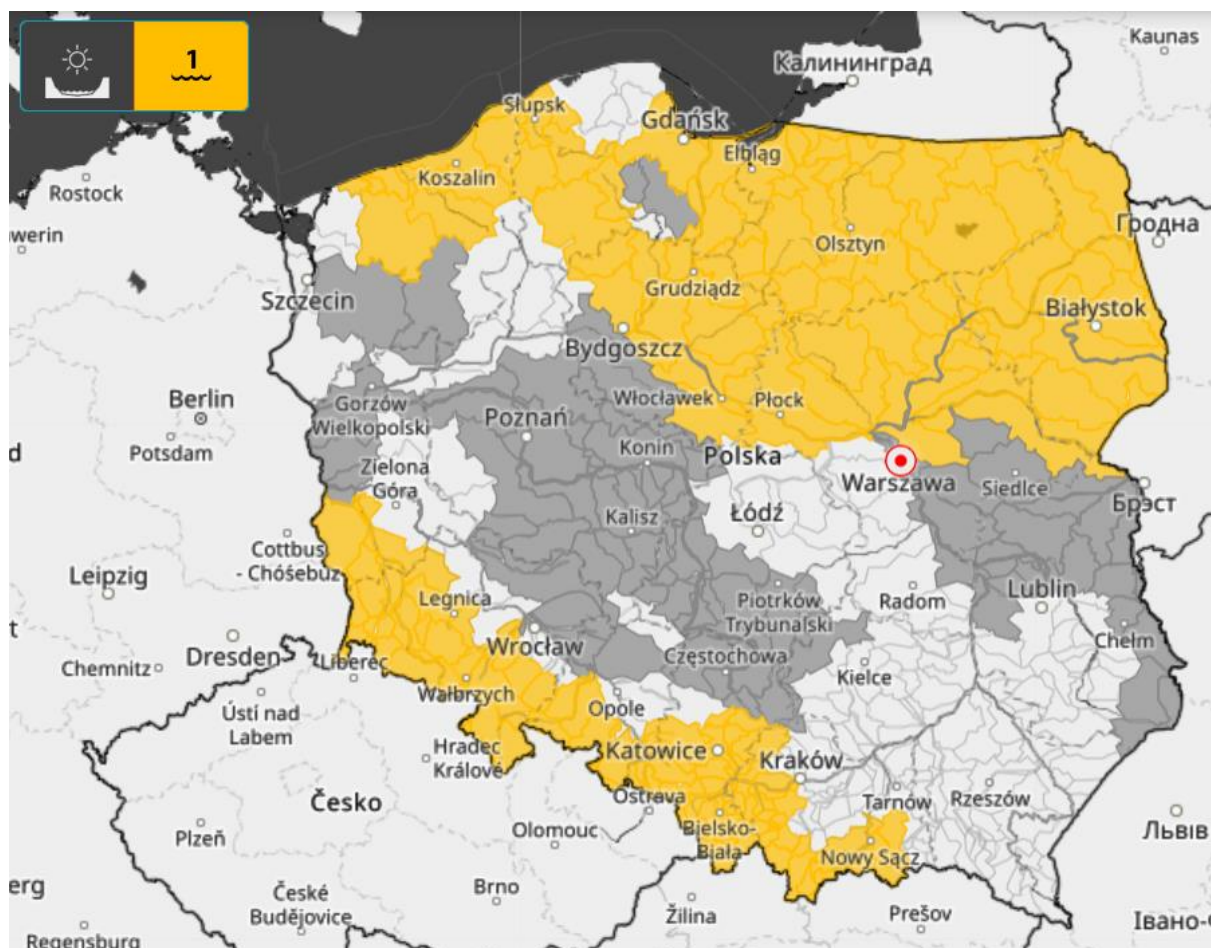 1
Kaunas
Калининград
Słupsk
Gdańsk
Elbląg
Koszalin
Rostock
Гродна
werin
Olsztyn
Szczecin
Grudziądz
Białystok
Bydgoszcz
Berlin
Włocławek
Płock
Gorzów
Wielkopolski
Poznań
Potsdam
d
Konin
Polska
Zielona
Góra
Warszawa
Siedlce
Брэст
Kalisz
Łódź
Cottbus
- Chóśebuz
Leipzig
Legnica
Piotrków
Trybunalski
Radom
Lublin
t
Wrocław
Chełm
Dresden
Liberec
Częstochowa
Chemnitz
Kielce
Wałbrzych
Opole
Ústí nad
Labem
Hradec
Králové
Katowice
Kraków
Česko
Ostrava
Tarnów
Rzeszów
Plzeň
Olomouc
Bielsko-
Biała
Nowy Sącz
Львів
erg
České
Budějovice
Brno
Žilina
Prešov
Івано-
Regensburg